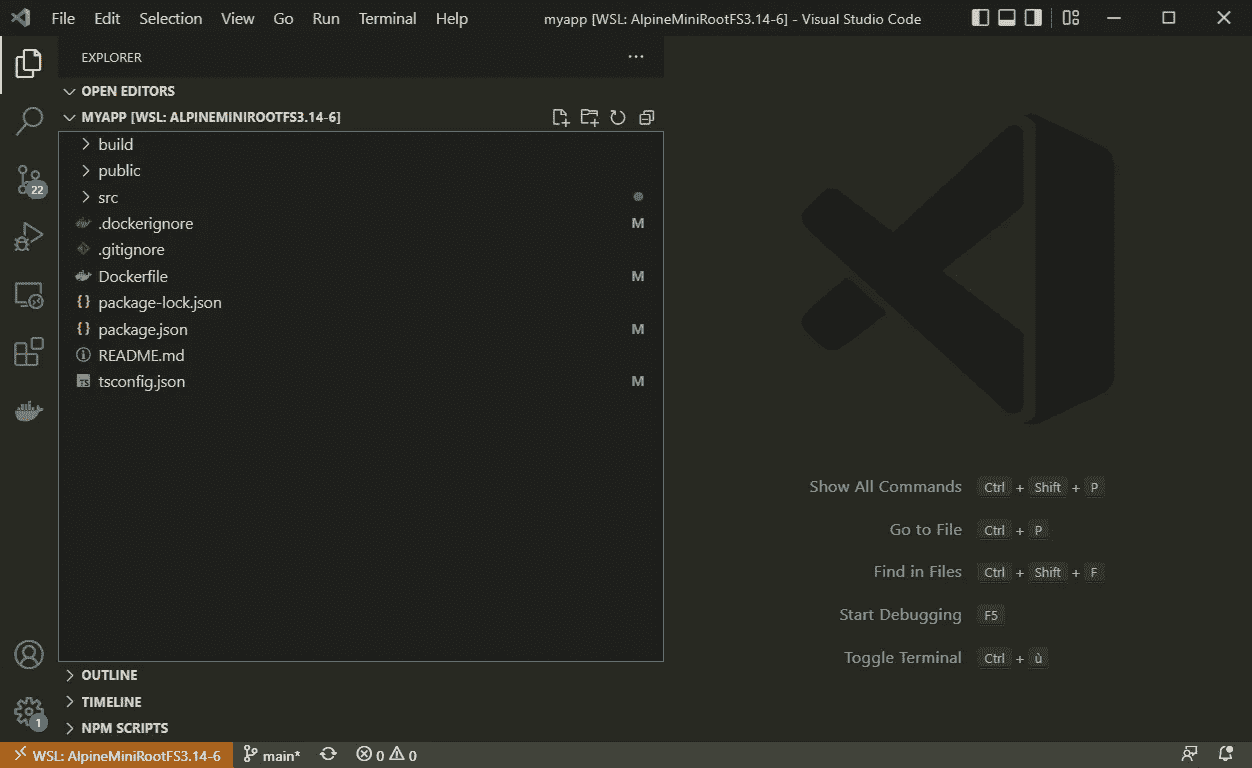 File Edit Selection View Go Run Terminal Help myapp [WSL: AlpineMiniRootFS3.14-6] - Visual Studio Code
EXPLORER
OPEN EDITORS
MYAPP [WSL: ALPINEMINIROOTFS3.14-6]
build
public
src
.dockerignore M
.gitignore
Dockerfile M
{} package-lock.json
{} package.json M
README.md
TS tsconfig.json M
22
Show All Commands Ctrl + Shift + P
Go to File Ctrl + P
Find in Files Ctrl + Shift + F
Start Debugging F5
Toggle Terminal Ctrl + ù
OUTLINE
TIMELINE
1
NPM SCRIPTS
WSL: AlpineMiniRootFS3.14-6 main* 0 0